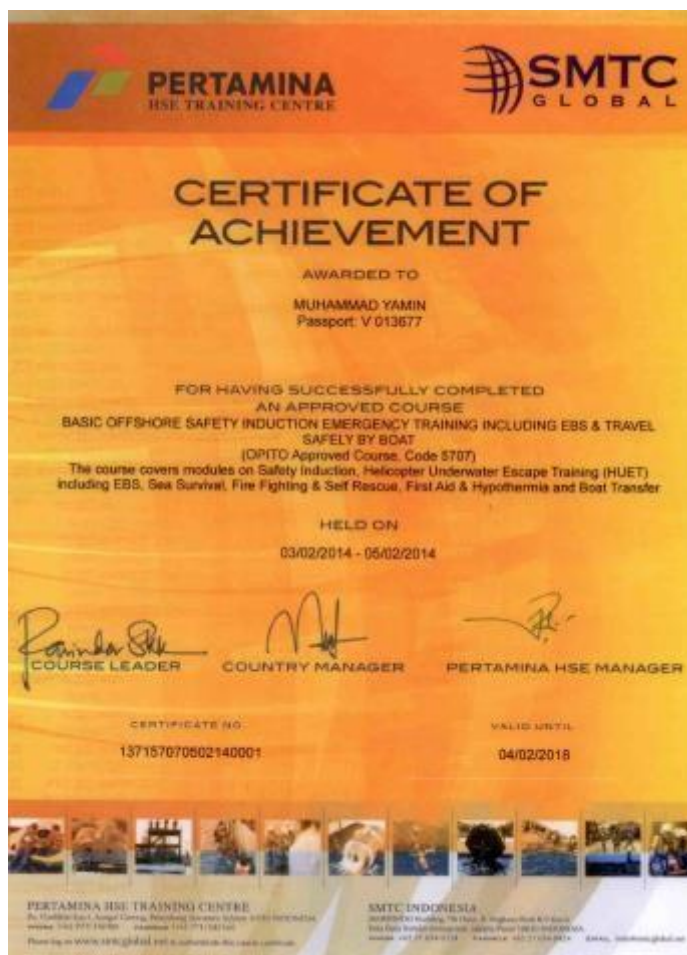 PERTAMINA
HSE TRAINING CENTRE
SMTC
GLOBAL
CERTIFICATE OF
ACHIEVEMENT
AWARDED TO
MUHAMMAD YAMIN
Passport: V 013677
FOR HAVING SUCCESSFULLY COMPLETED
AN APPROVED COURSE
BASIC OFFSHORE SAFETY INDUCTION EMERGENCY TRAINING INCLUDING EBS & TRAVEL
SAFELY BY BOAT
(OPITO Approved Course, Code 5707)
The course covers modules on Safety Induction, Helicopter Underwater Escape Training (HUET)
including EBS, Sea Survival, Fire Fighting & Self Rescue, First Aid & Hypothermia and Boat Transfer
HELD ON
03/02/2014 - 05/02/2014
COURSE LEADER
COUNTRY MANAGER
PERTAMINA HSE MANAGER
CERTIFICATE NO
137157070502140001
VALID UNTIL
04/02/2018
PERTAMINA HSE TRAINING CENTRE
SMTC INDONESIA